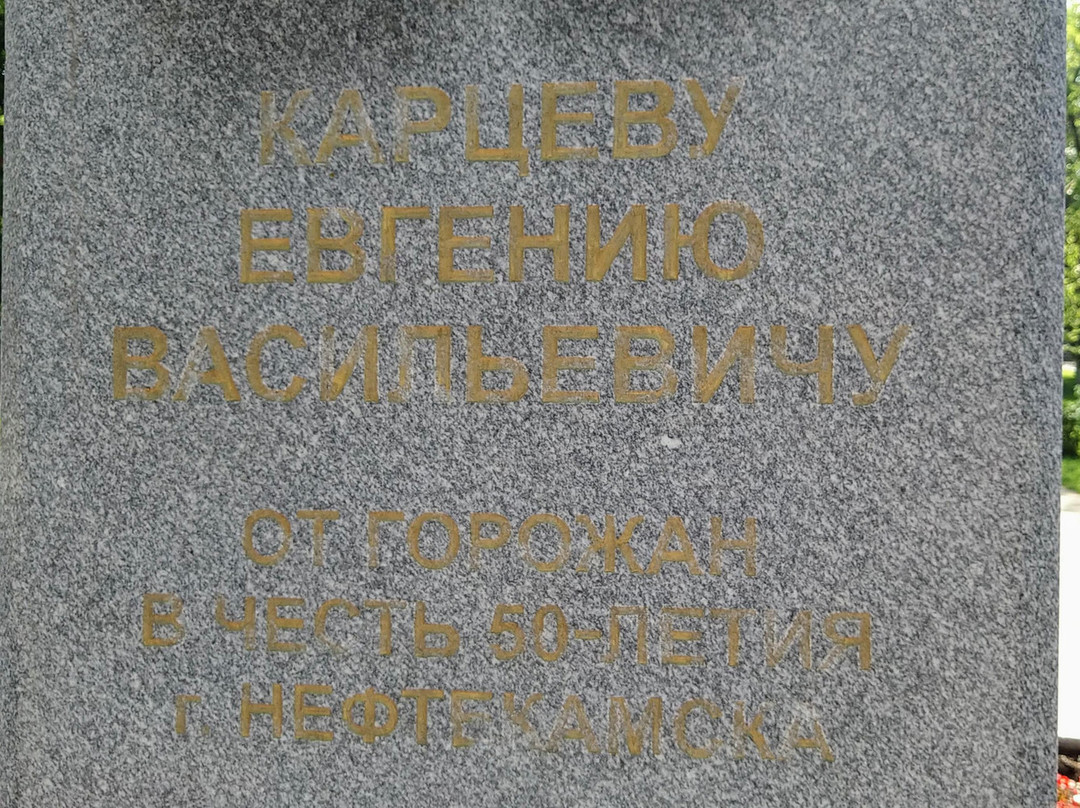 КАРЦЕВУ
ЕВГЕНИЮ
ВАСИЛЬЕВИЧУ
ОТ ГОРОЖАН
В ЧЕСТЬ 50-ЛЕТИЯ
г. НЕФТЕКАМСКА